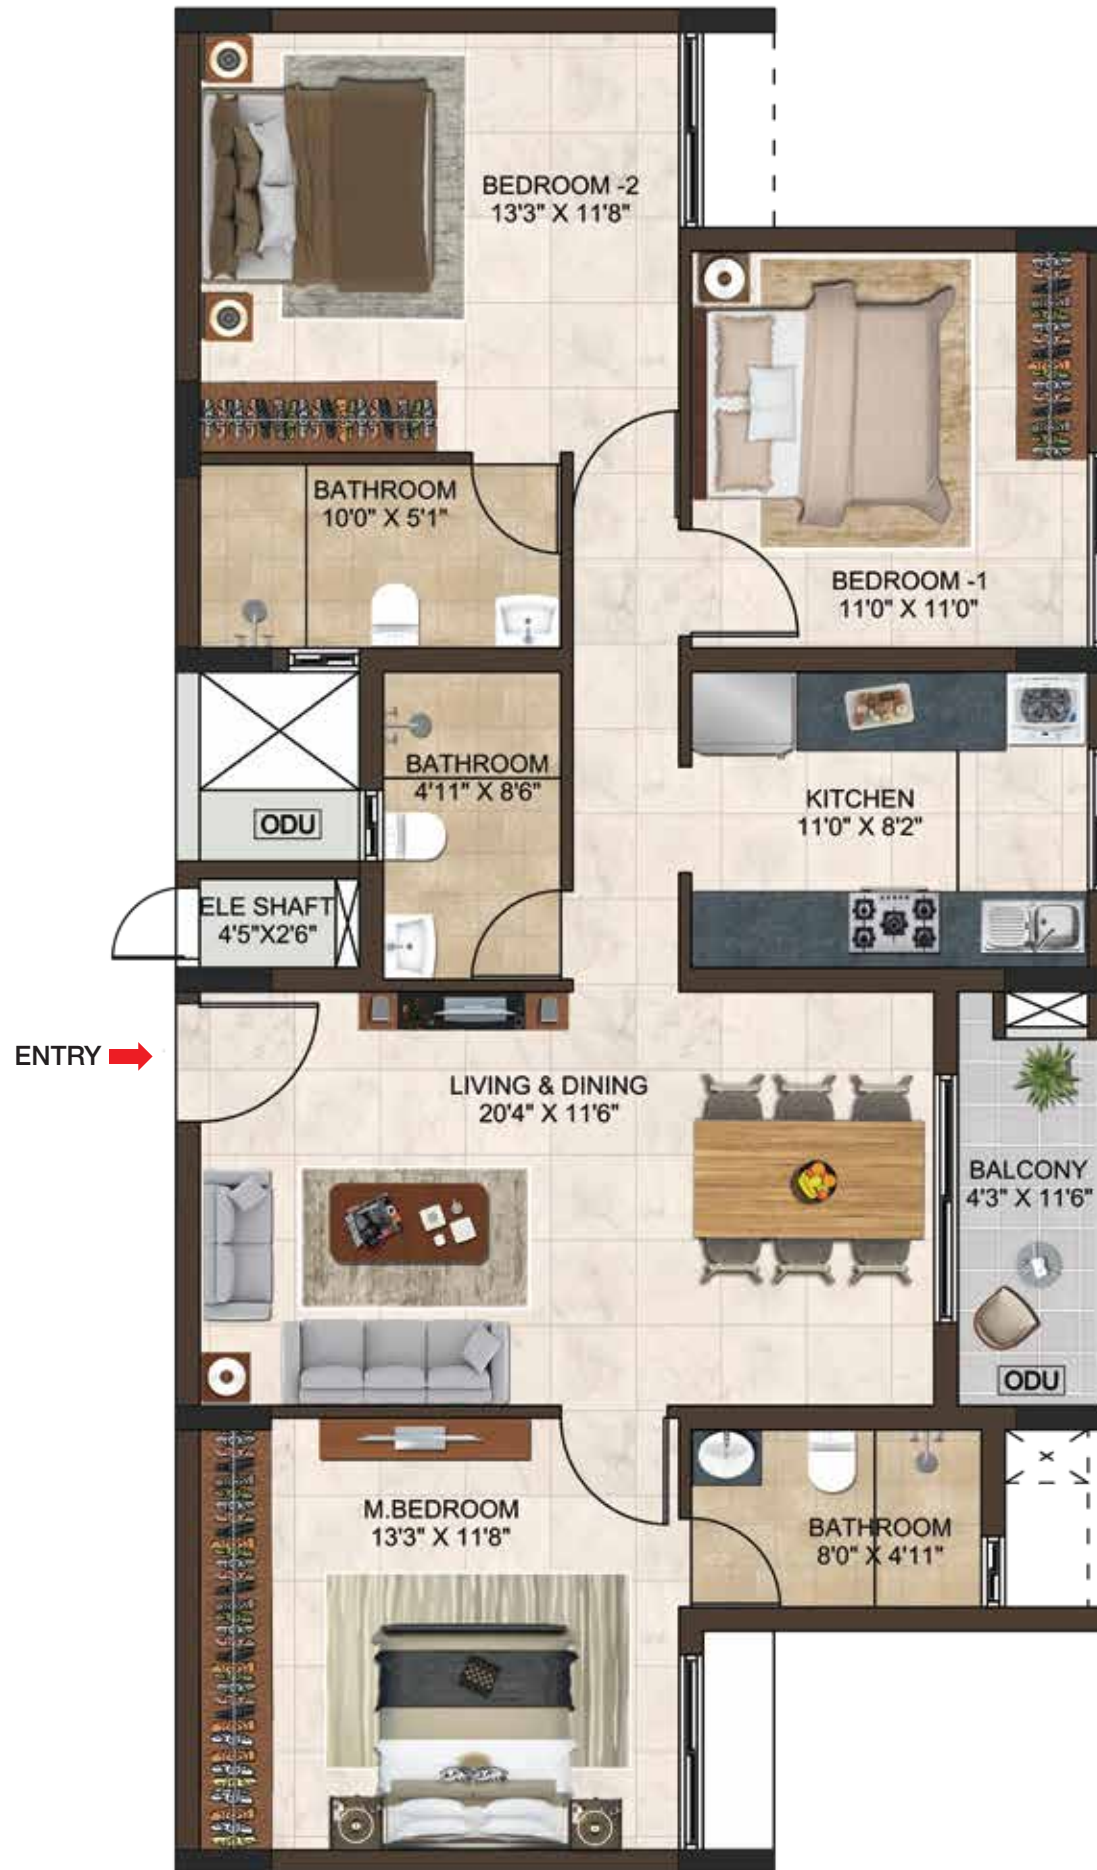 BEDROOM -2
13'3" X 11'8"
BEDROOM -1
11'0" X 11'0"
BATHROOM
10'0" X 5'1"
BATHROOM
4'11" X 8'6"
KITCHEN
11'0" X 8'2"
ODU
ELE SHAFT
4'5"X2'6"
ENTRY
LIVING & DINING
20'4" X 11'6"
BALCONY
4'3" X 11'6"
ODU
M.BEDROOM
13'3" X 11'8"
BATHROOM
8'0" X 4'11"